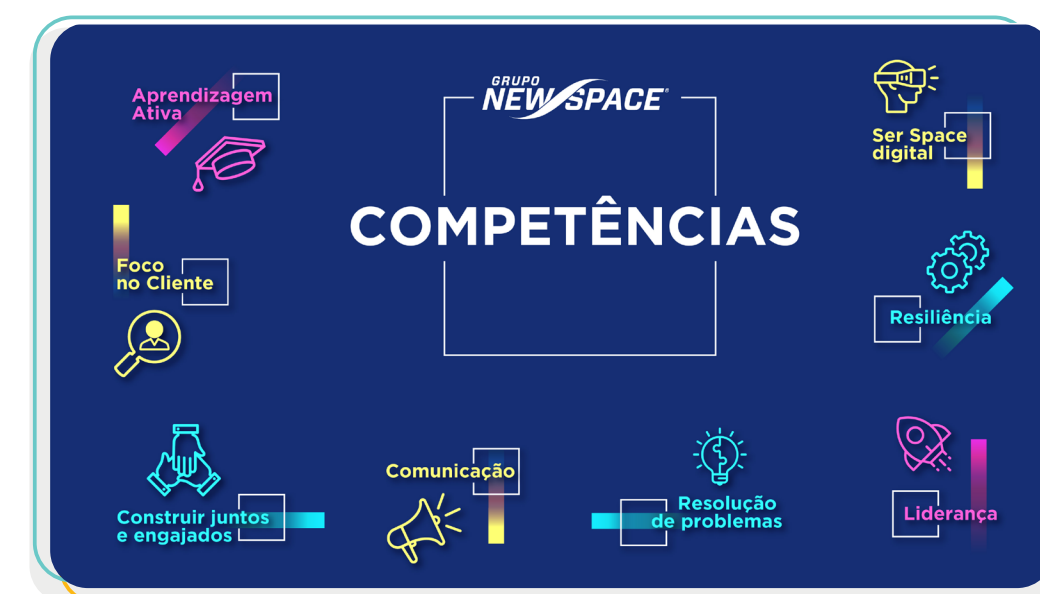 GRUPO
NEW SPACE
COMPETÊNCIAS
Aprendizagem
Ativa
Foco
no Cliente
Construir juntos
e engajados
Comunicação
Resolução
de problemas
Liderança
Resiliência
Ser Space
digital